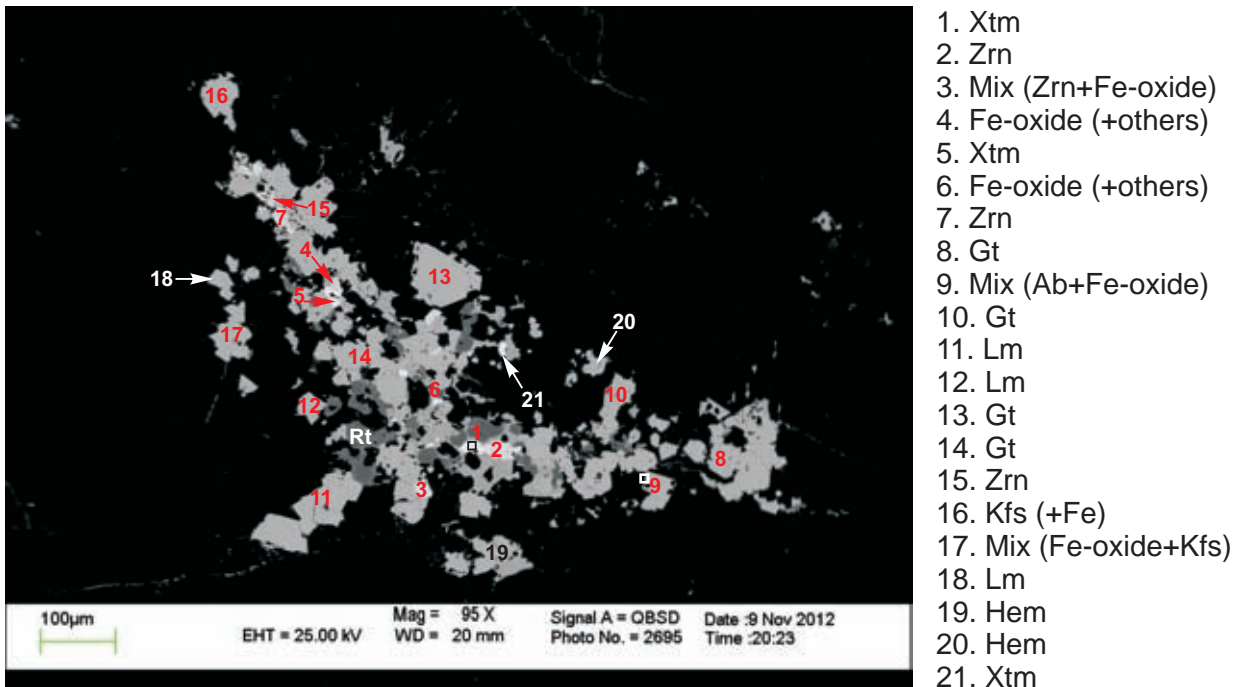 16
15
7
4
18
13
5
17
20
14
21
6
10
12
Rt
1
2
8
3
9
11
19
100µm
Mag = 95 X
Signal A = QBSD
Date :9 Nov 2012
EHT = 25.00 kV
WD = 20 mm
Photo No. = 2695
Time :20:23
1. Xtm
2. Zrn
3. Mix (Zrn+Fe-oxide)
4. Fe-oxide (+others)
5. Xtm
6. Fe-oxide (+others)
7. Zrn
8. Gt
9. Mix (Ab+Fe-oxide)
10. Gt
11. Lm
12. Lm
13. Gt
14. Gt
15. Zrn
16. Kfs (+Fe)
17. Mix (Fe-oxide+Kfs)
18. Lm
19. Hem
20. Hem
21. Xtm